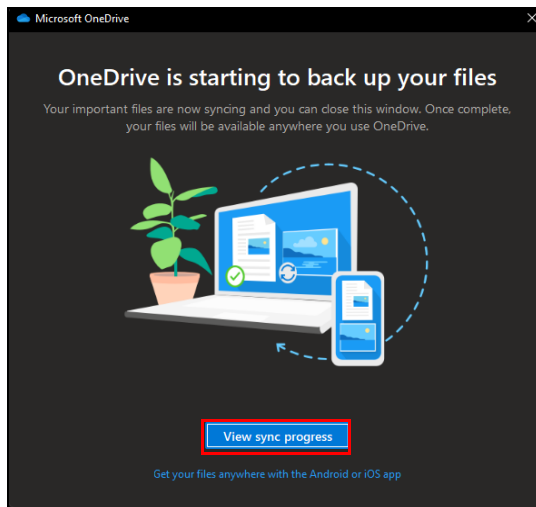 Microsoft OneDrive
OneDrive is starting to back up your files
Your important files are now syncing and you can close this window. Once complete,
your files will be available anywhere you use OneDrive.
View sync progress
Get your files anywhere with the Android or iOS app